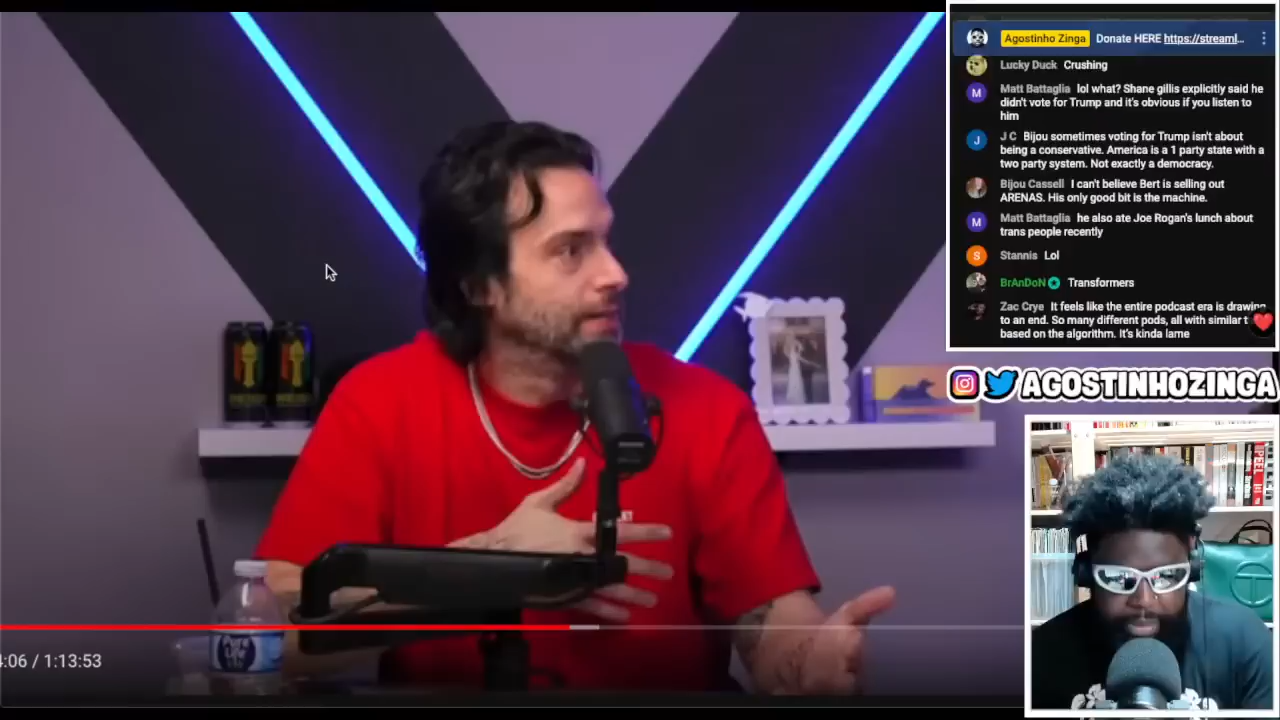 Agostinho Zinga Donate HERE https://streaml...
Lucky Duck Crushing
Matt Battaglia lol what? Shane gillis explicitly said he
didn't vote for Trump and it's obvious if you listen to
him
J C Bijou sometimes voting for Trump isn't about
being a conservative. America is a 1 party state with a
two party system. Not exactly a democracy.
Bijou Cassell I can't believe Bert is selling out
ARENAS. His only good bit is the machine.
Matt Battaglia he also ate Joe Rogan's lunch about
trans people recently
Stannis Lol
BrAnDoN Transformers
Zac Crye It feels like the entire podcast era is drawing
to an end. So many different pods, all with similar t
based on the algorithm. It's kinda lame
AGOSTINHOZINGA
Pure
Life
4:06 / 1:13:53